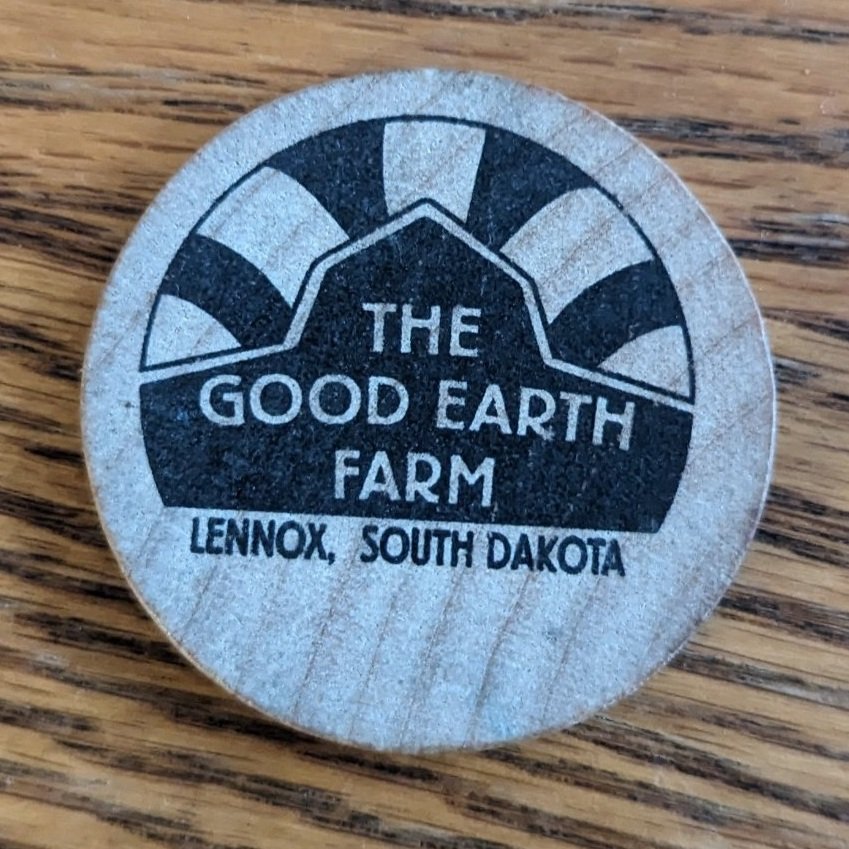 THE
GOOD EARTH
FARM
LENNOX, SOUTH DAKOTA